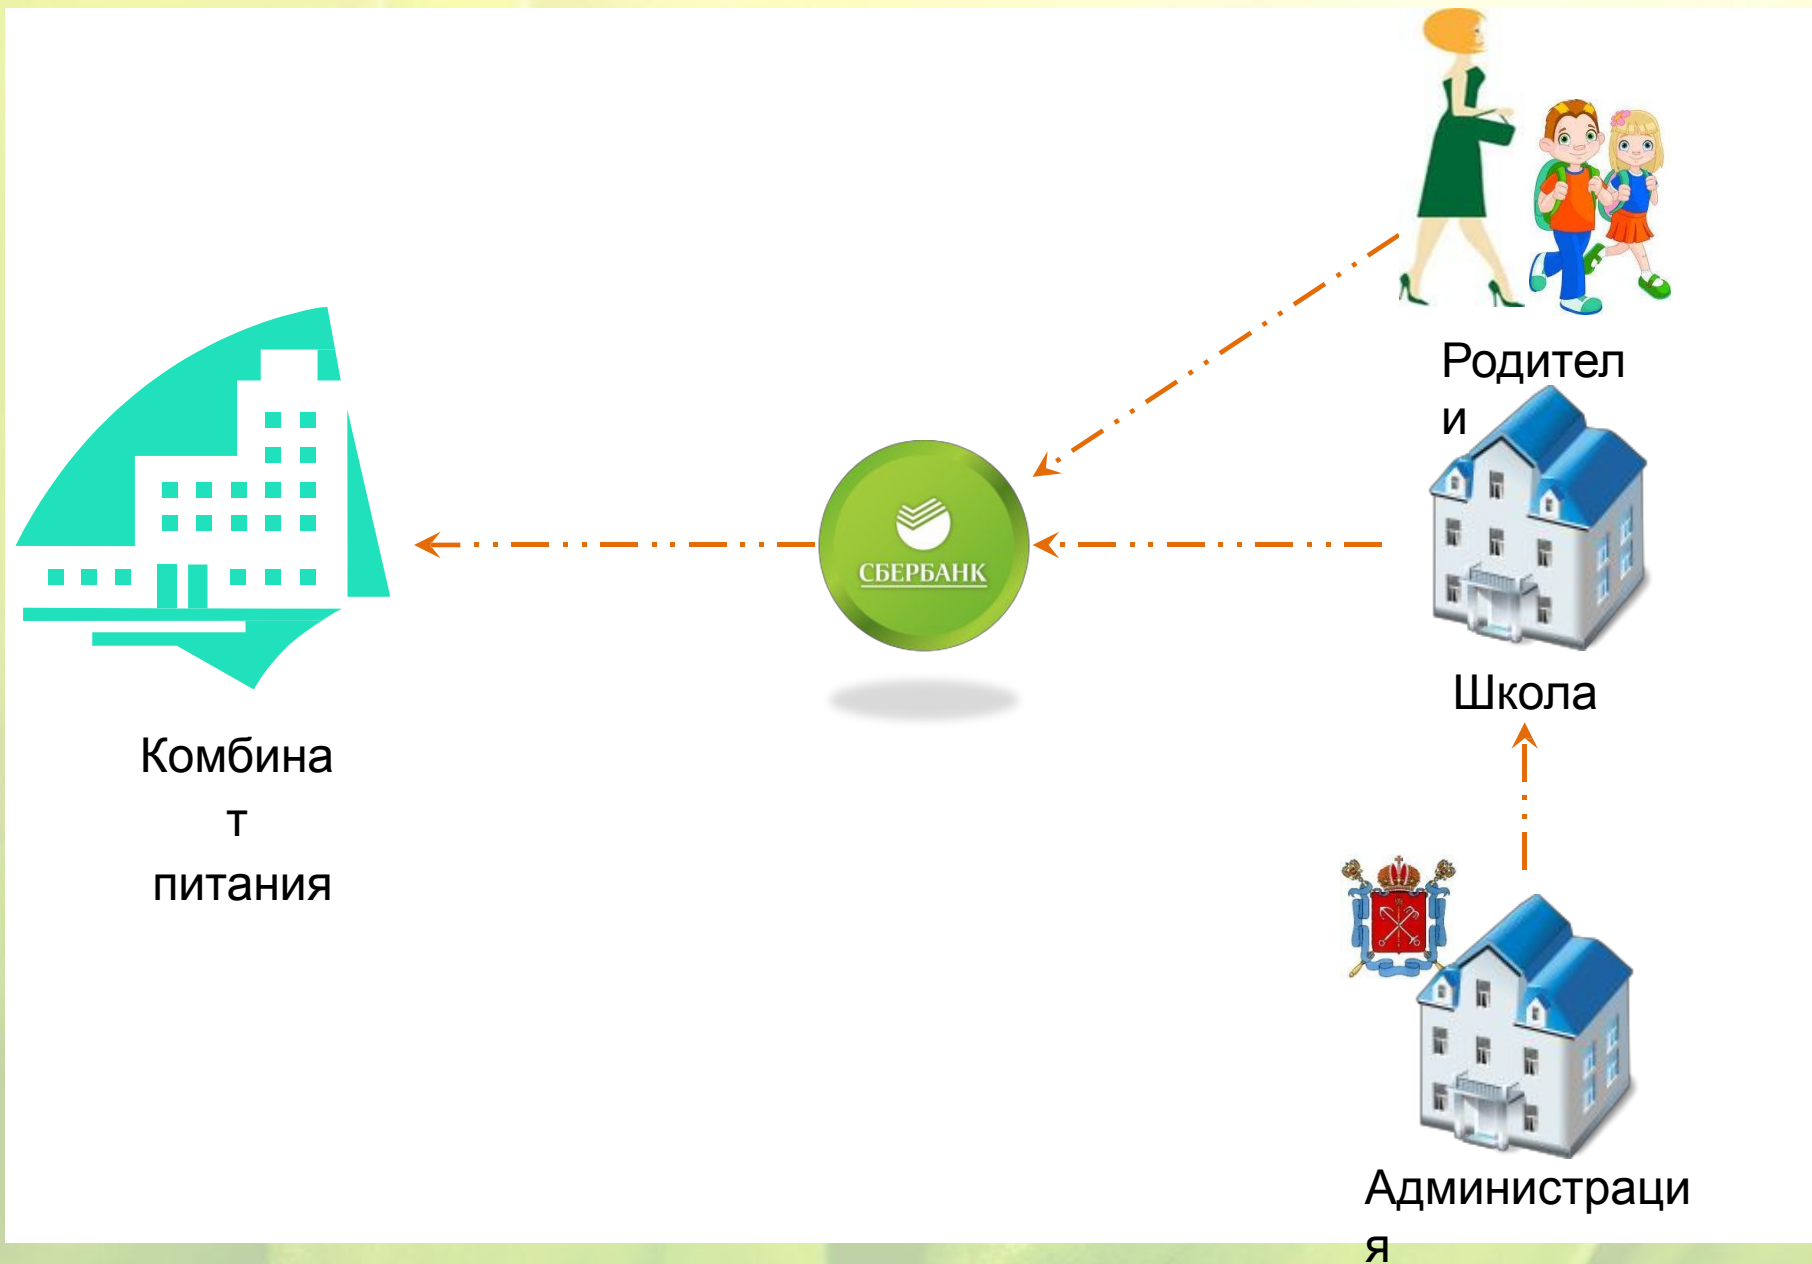 Родител
и
СБЕРБАНК
Школа
Комбина
т
питания
Администраци
я